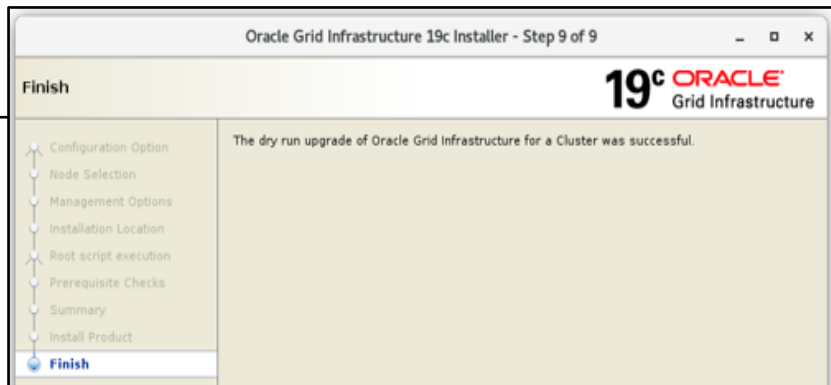 Oracle Grid Infrastructure 19c Installer - Step 9 of 9
Finish
19c ORACLE
Grid Infrastructure
Configuration Option
Node Selection
Management Options
Installation Location
Root script execution
Prerequisite Checks
Summary
Install Product
Finish
The dry run upgrade of Oracle Grid Infrastructure for a Cluster was successful.